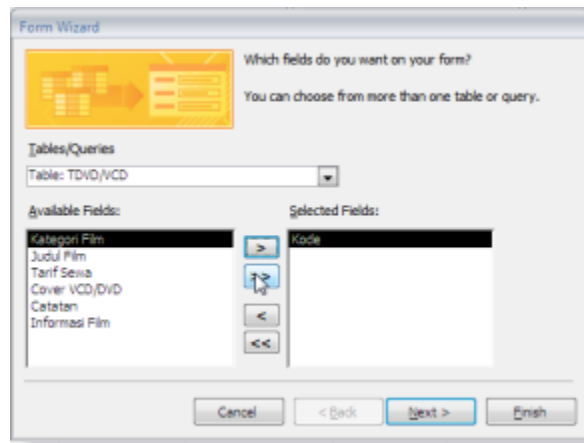 Form Wizard
Which fields do you want on your form?
You can choose from more than one table or query.
Tables/Queries
Table: TDVD/VCD
Available Fields:
Selected Fields:
Kategori Film
Judul Film
Tarif Sewa
Cover VCD/DVD
Catatan
Informasi Film
>
>>
<
<<
Kode
Cancel
< Back
Next >
Finish